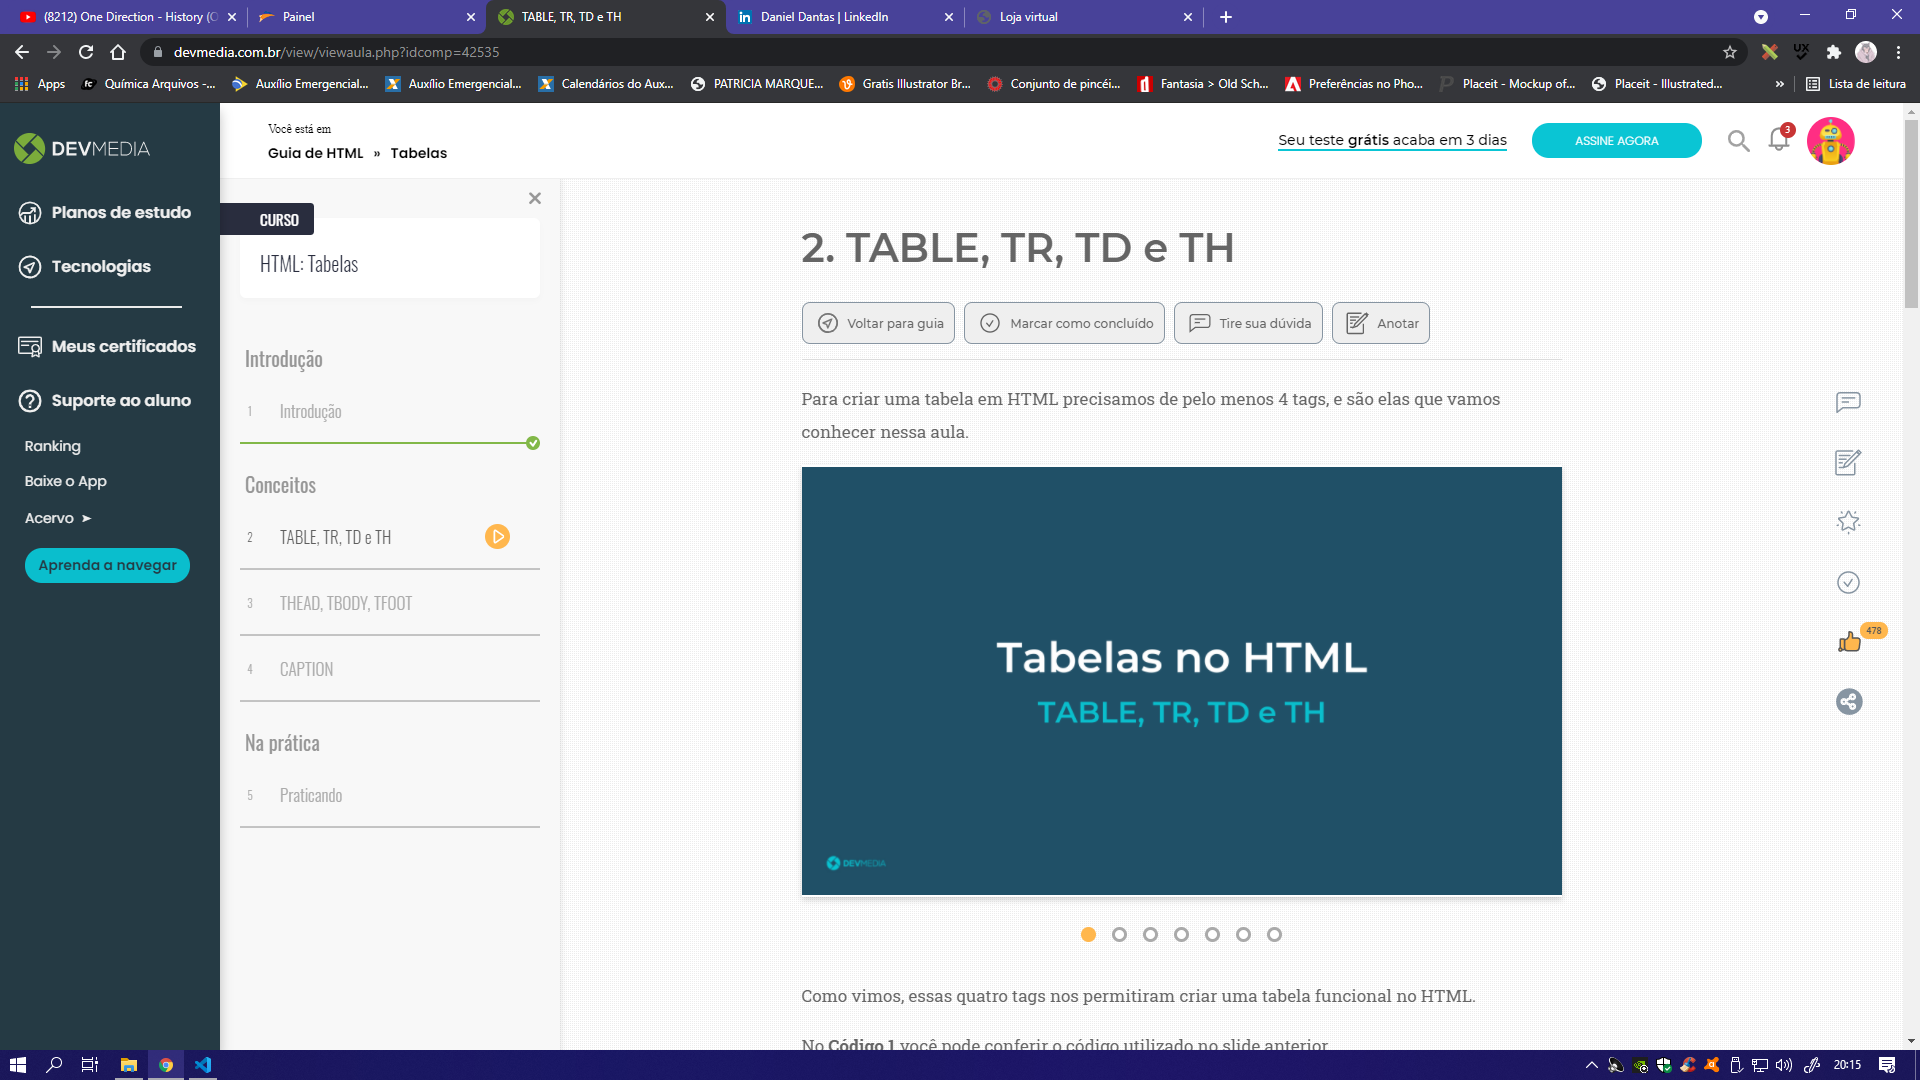 (8212) One Direction - History (O
Painel
TABLE, TR, TD e TH
Daniel Dantas | LinkedIn
Loja virtual
devmedia.com.br/view/viewaula.php?idcomp=42535
Apps
Química Arquivos -...
Auxílio Emergencial...
Auxílio Emergencial...
Calendários do Aux...
PATRICIA MARQUE...
Gratis Illustrator Br...
Conjunto de pincéi...
Fantasia > Old Sch...
Preferências no Pho...
Placeit - Mockup of...
Placeit - Illustrated...
»
Lista de leitura
DEVMEDIA
Planos de estudo
Tecnologias
Meus certificados
Suporte ao aluno
Ranking
Baixe o App
Acervo ➤
Aprenda a navegar
Você está em
Guia de HTML » Tabelas
Seu teste grátis acaba em 3 dias
ASSINE AGORA
3
CURSO
HTML: Tabelas
Introdução
1 Introdução
Conceitos
2 TABLE, TR, TD e TH
3 THEAD, TBODY, TFOOT
4 CAPTION
Na prática
5 Praticando
2. TABLE, TR, TD e TH
Voltar para guia
Marcar como concluído
Tire sua dúvida
Anotar
Para criar uma tabela em HTML precisamos de pelo menos 4 tags, e são elas que vamos
conhecer nessa aula.
Tabelas no HTML
TABLE, TR, TD e TH
DEVMEDIA
478
Como vimos, essas quatro tags nos permitiram criar uma tabela funcional no HTML.
No Código 1 você pode conferir o código utilizado no slide anterior
20:15